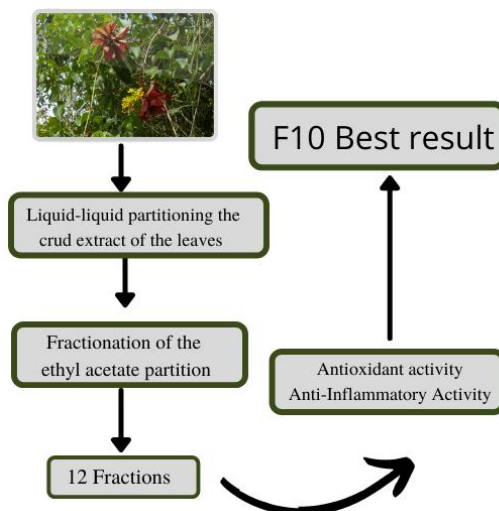 Liquid-liquid partitioning the
crud extract of the leaves
Fractionation of the
ethyl acetate partition
12 Fractions
Antioxidant activity
Anti-Inflammatory Activity
F10 Best result